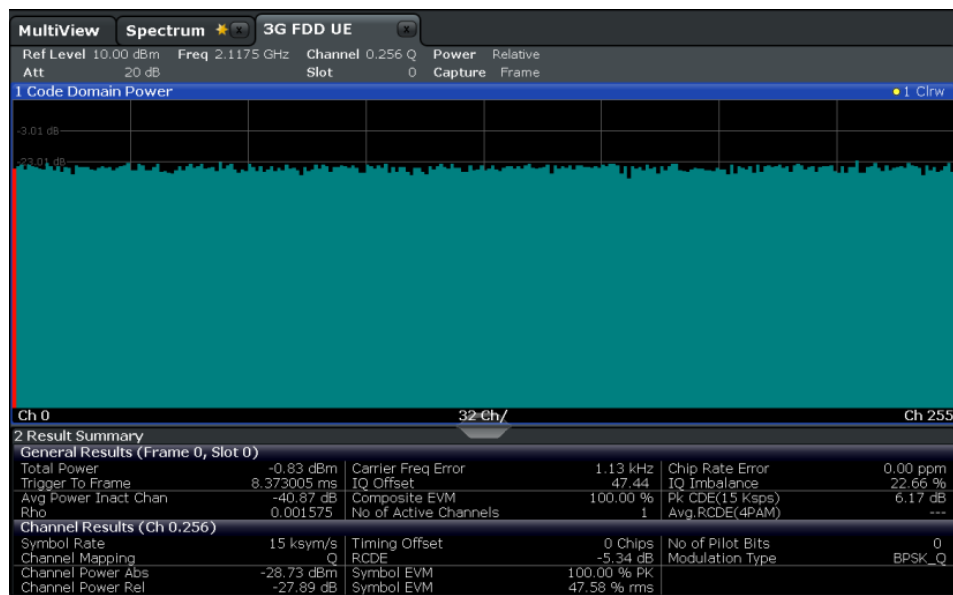 MultiView Spectrum 3G FDD UE
Ref Level 10.00 dBm Freq 2.1175 GHz Channel 0.256 Q Power Relative
Att 20 dB Slot 0 Capture Frame
1 Code Domain Power 1 Clrw
-3.01 dB
-23.01 dB
Ch 0 32 Ch/ Ch 255
2 Result Summary
General Results (Frame 0, Slot 0)
Total Power -0.83 dBm Carrier Freq Error 1.13 kHz Chip Rate Error 0.00 ppm
Trigger To Frame 8.373005 ms IQ Offset 47.44 IQ Imbalance 22.66 %
Avg Power Inact Chan -40.87 dB Composite EVM 100.00 % Pk CDE(15 Ksps) 6.17 dB
Rho 0.001575 No of Active Channels 1 Avg.RCDE(4PAM) ---
Channel Results (Ch 0.256)
Symbol Rate 15 ksym/s Timing Offset 0 Chips No of Pilot Bits 0
Channel Mapping Q RCDE -5.34 dB Modulation Type BPSK_Q
Channel Power Abs -28.73 dBm Symbol EVM 100.00 % PK
Channel Power Rel -27.89 dB Symbol EVM 47.58 % rms